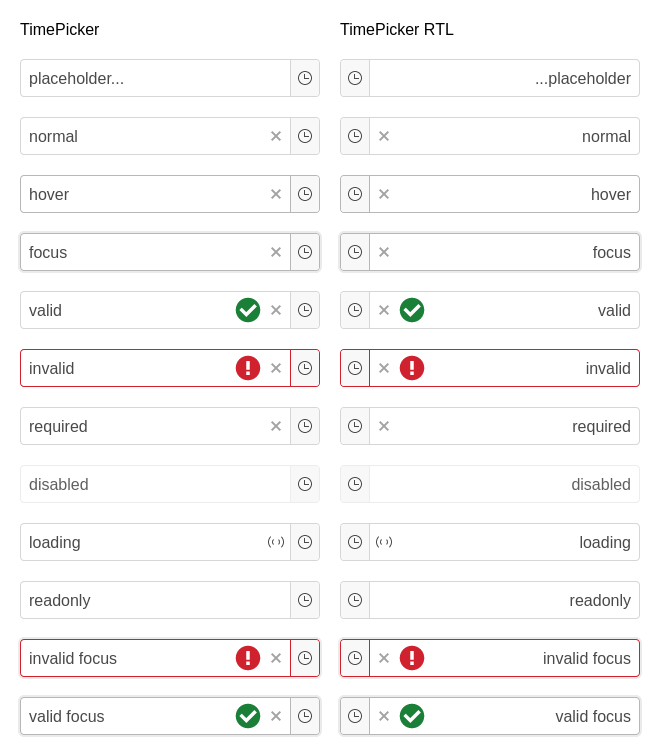 TimePicker
placeholder...
normal
hover
focus
valid
invalid
required
disabled
loading
readonly
invalid focus
valid focus
TimePicker RTL
...placeholder
normal
hover
focus
valid
invalid
required
disabled
loading
readonly
invalid focus
valid focus